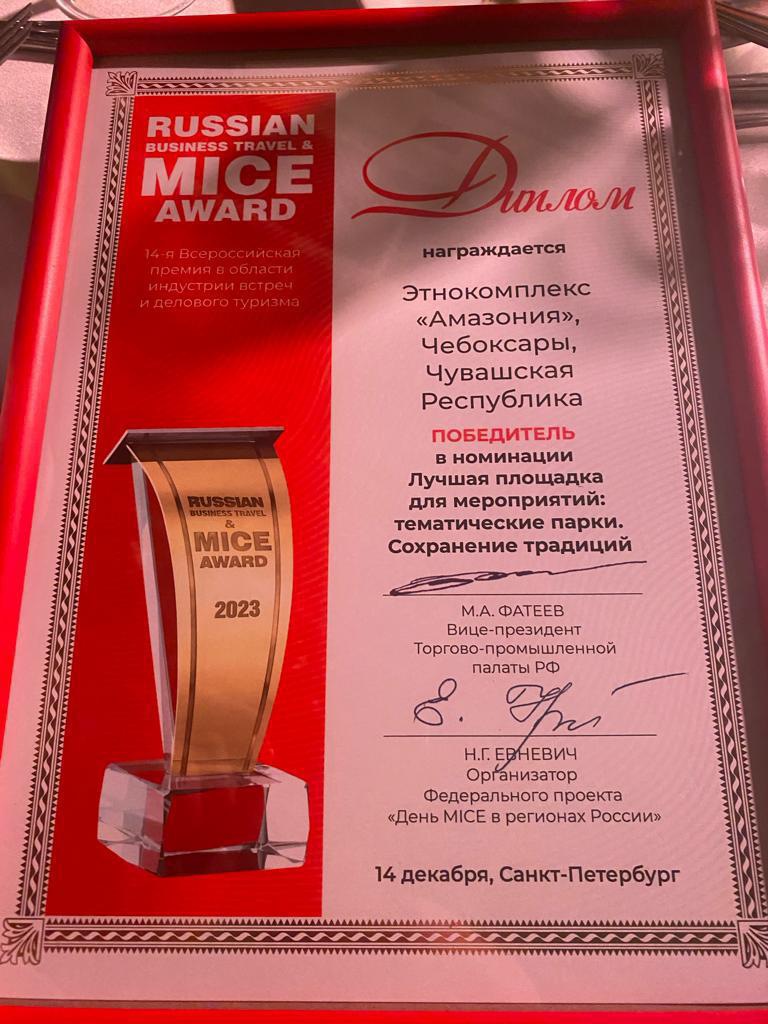 RUSSIAN
BUSINESS TRAVEL &
MICE
AWARD
14-я Всероссийская
премия в области
индустрии встреч
и делового туризма
RUSSIAN
BUSINESS TRAVEL
&
MICE
AWARD
2023
Диплом
награждается
Этнокомплекс
«Амазония»,
Чебоксары,
Чувашская
Республика
ПОБЕДИТЕЛЬ
в номинации
Лучшая площадка
для мероприятий:
тематические парки.
Сохранение традиций
М.А. ФАТЕЕВ
Вице-президент
Торгово-промышленной
палаты РФ
Н.Г. ЕВНЕВИЧ
Организатор
Федерального проекта
«День MICE в регионах России»
14 декабря, Санкт-Петербург